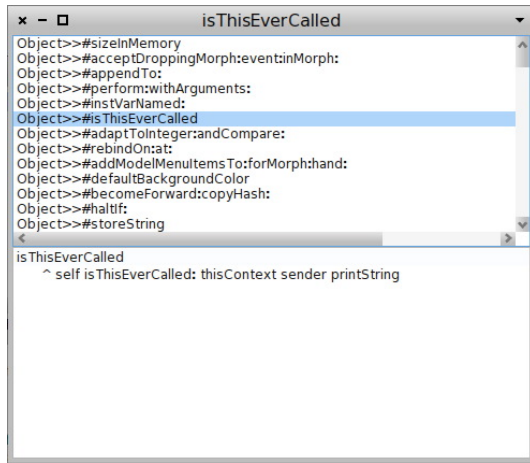 isThisEverCalled
Object>>#sizeInMemory
Object>>#acceptDroppingMorph:event:inMorph:
Object>>#appendTo:
Object>>#perform:withArguments:
Object>>#instVarNamed:
Object>>#isThisEverCalled
Object>>#adaptToInteger:andCompare:
Object>>#rebindOn:at:
Object>>#addModelMenuItemsTo:forMorph:hand:
Object>>#defaultBackgroundColor
Object>>#becomeForward:copyHash:
Object>>#haltIf:
Object>>#storeString
isThisEverCalled
^ self isThisEverCalled: thisContext sender printString